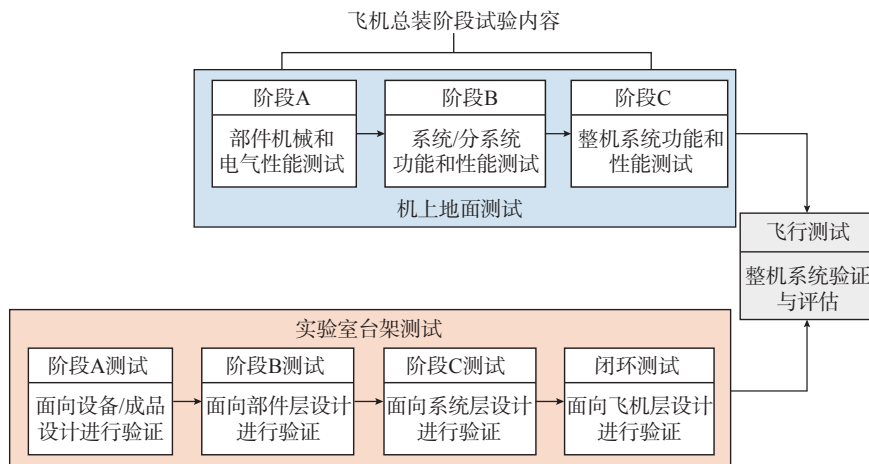 飞机总装阶段试验内容
阶段A
部件机械和
电气性能测试
阶段B
系统/分系统
功能和性能测试
阶段C
整机系统功能和
性能测试
机上地面测试
飞行测试
整机系统验证
与评估
实验室台架测试
阶段A测试
面向设备/成品
设计进行验证
阶段B测试
面向部件层设计
进行验证
阶段C测试
面向系统层设计
进行验证
闭环测试
面向飞机层设计
进行验证